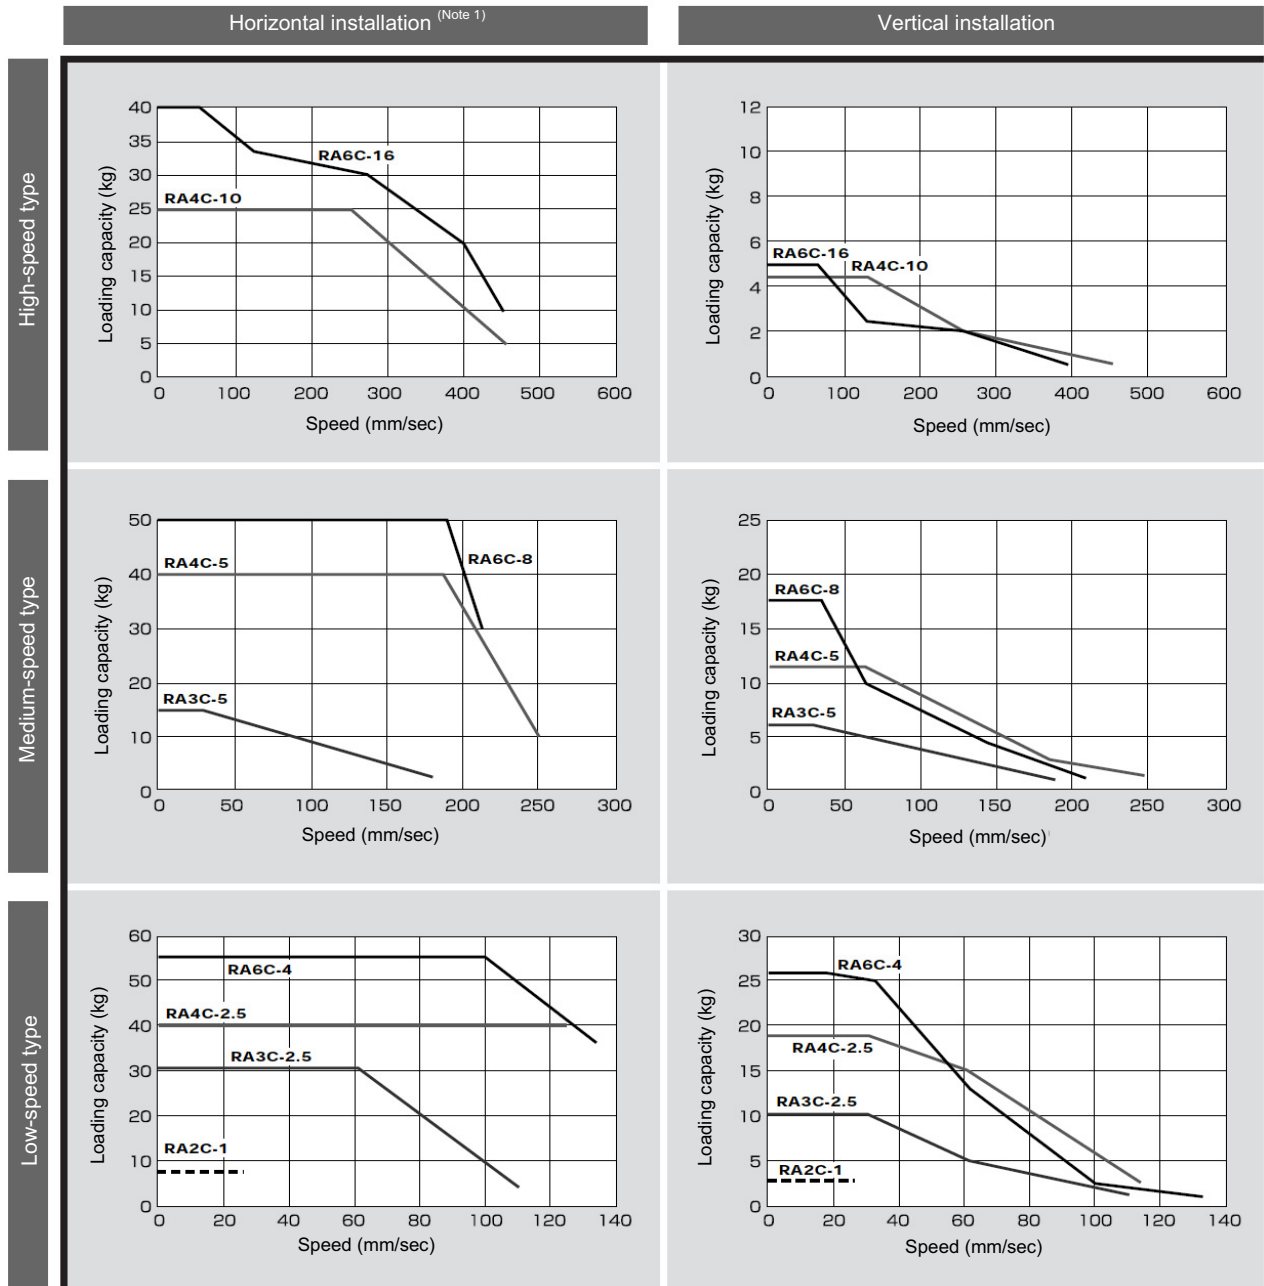 Horizontal installation (Note 1)
Vertical installation
High-speed type
Loading capacity (kg)
40
35
30
25
20
15
10
5
0
RA6C-16
RA4C-10
0 100 200 300 400 500 600
Speed (mm/sec)
Loading capacity (kg)
12
10
8
6
4
2
0
RA6C-16
RA4C-10
0 100 200 300 400 500 600
Speed (mm/sec)
Medium-speed type
Loading capacity (kg)
50
40
30
20
10
0
RA4C-5
RA6C-8
RA3C-5
0 50 100 150 200 250 300
Speed (mm/sec)
Loading capacity (kg)
25
20
15
10
5
0
RA6C-8
RA4C-5
RA3C-5
0 50 100 150 200 250 300
Speed (mm/sec)
Low-speed type
Loading capacity (kg)
60
50
40
30
20
10
0
RA6C-4
RA4C-2.5
RA3C-2.5
RA2C-1
0 20 40 60 80 100 120 140
Speed (mm/sec)
Loading capacity (kg)
30
25
20
15
10
5
0
RA6C-4
RA4C-2.5
RA3C-2.5
RA2C-1
0 20 40 60 80 100 120 140
Speed (mm/sec)